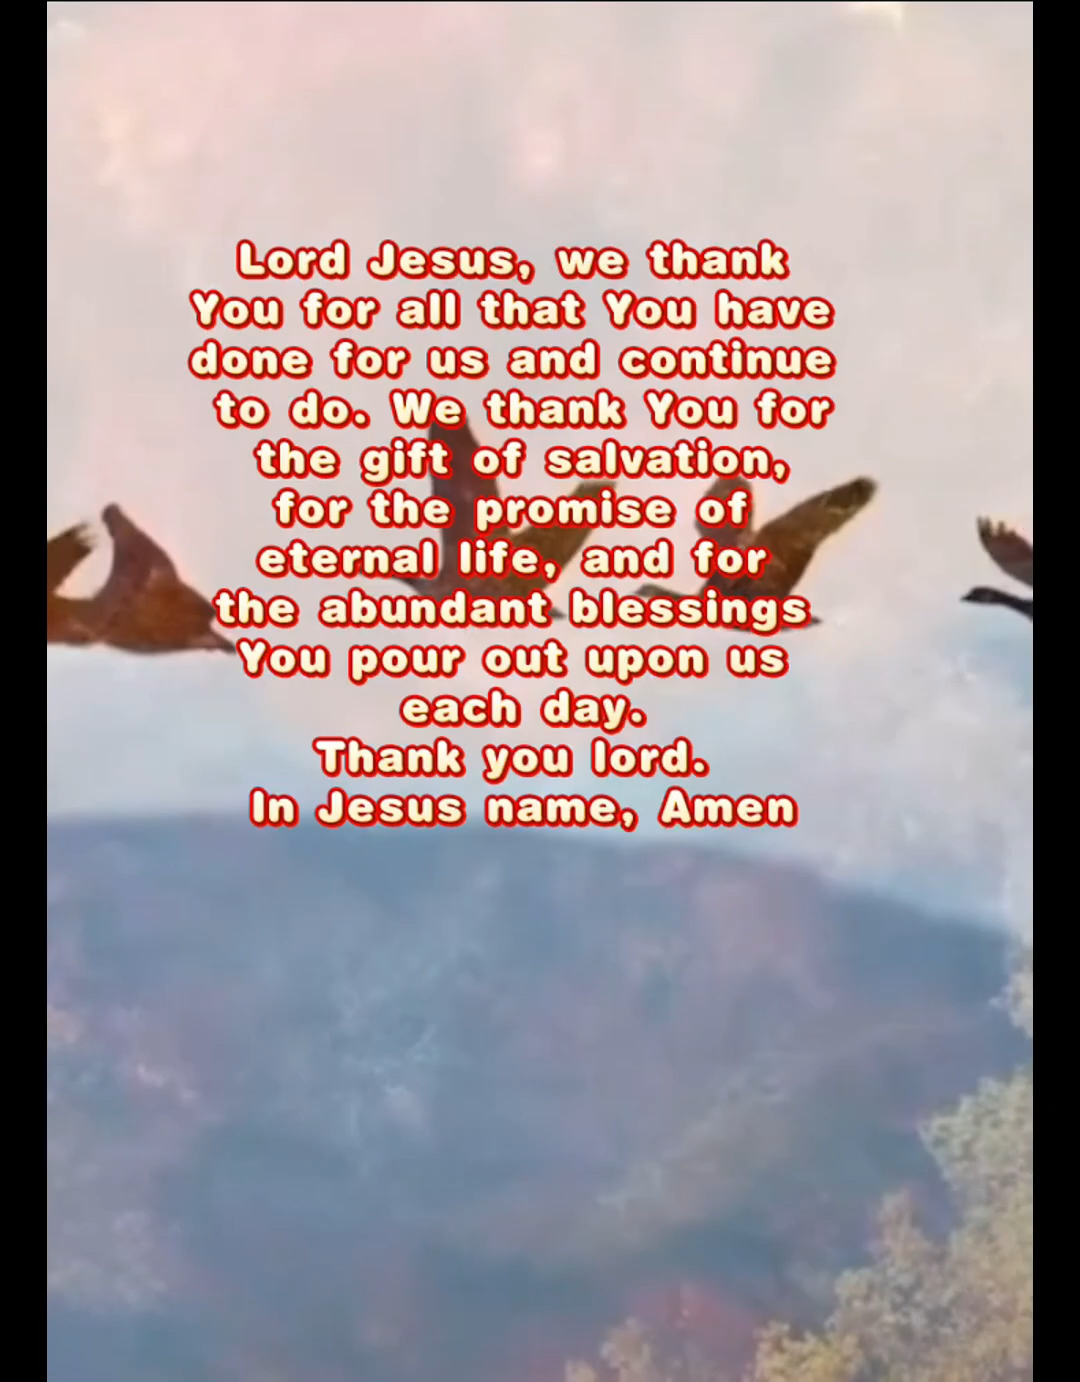 Lord Jesus, we thank
You for all that You have
done for us and continue
to do. We thank You for
the gift of salvation,
for the promise of
eternal life, and for
the abundant blessings
You pour out upon us
each day.
Thank you lord.
In Jesus name, Amen